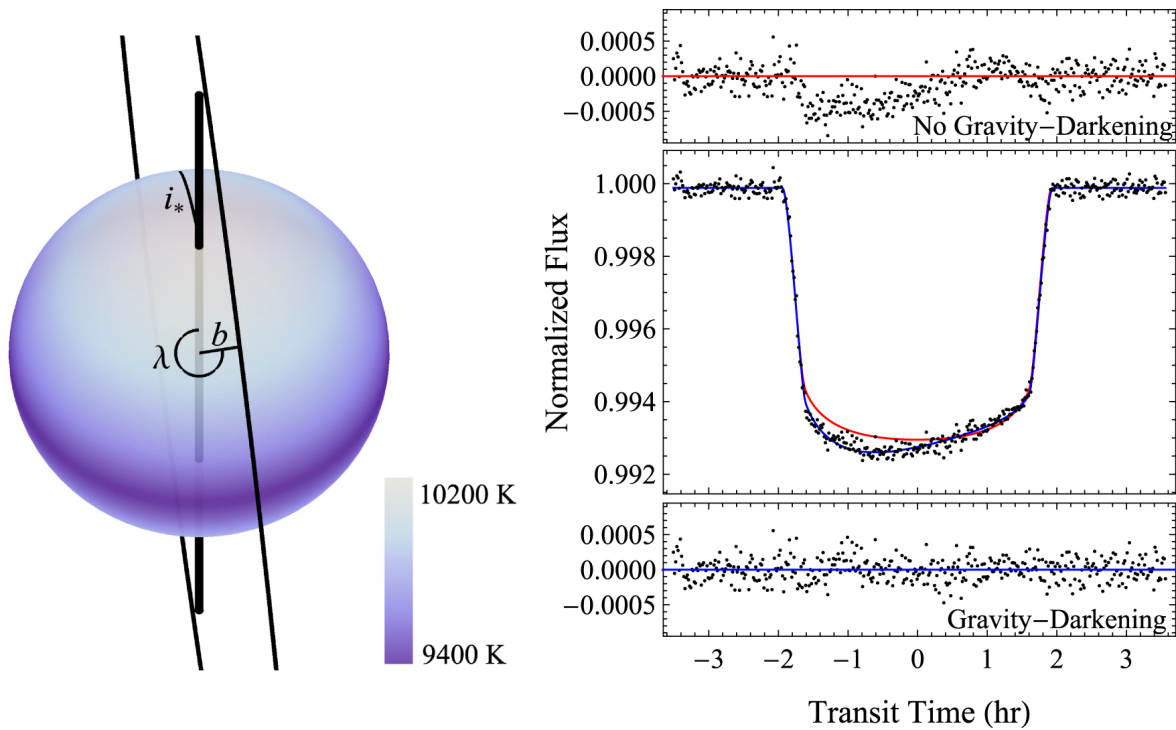 i*
λ
b
10200 K
9400 K
0.0005
0.0000
−0.0005
No Gravity−Darkening
Normalized Flux
1.000
0.998
0.996
0.994
0.992
0.0005
0.0000
−0.0005
Gravity−Darkening
−3 −2 −1 0 1 2 3
Transit Time (hr)